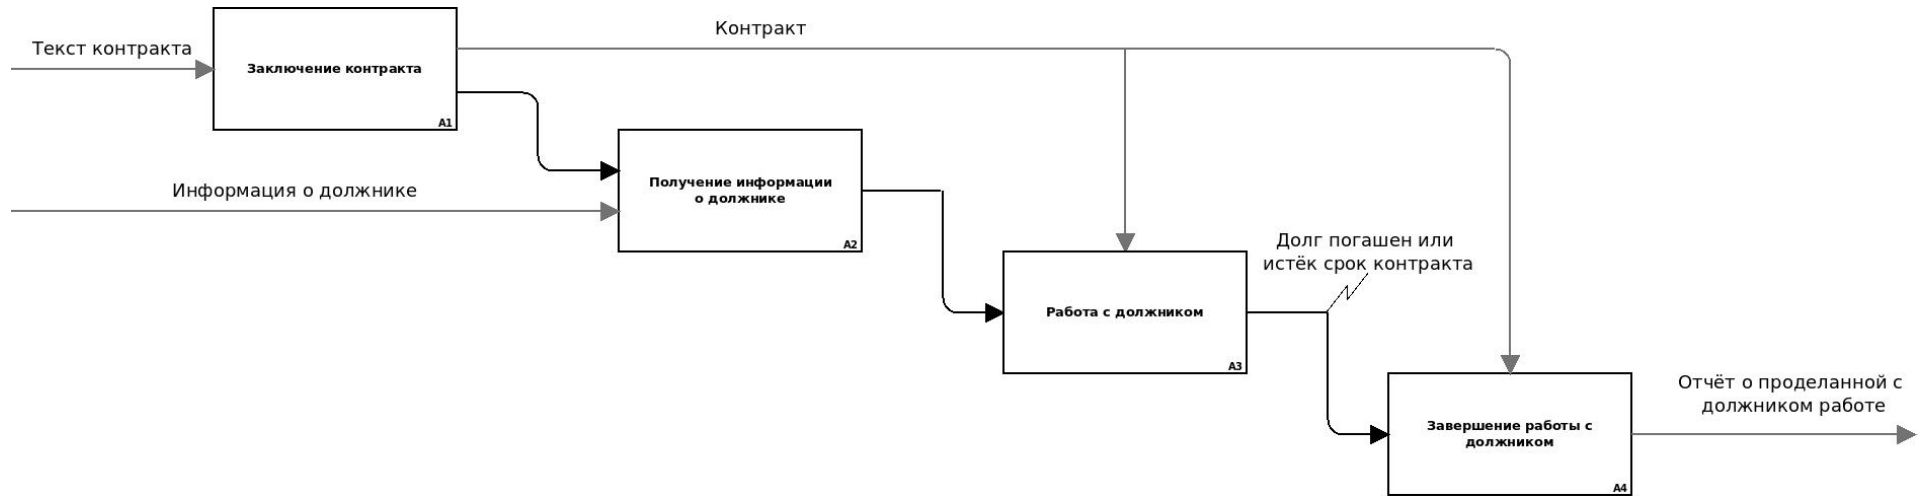 Контракт
Текст контракта
Заключение контракта
A1
Информация о должнике
Получение информации
о должнике
A2
Долг погашен или
истёк срок контракта
Работа с должником
A3
Отчёт о проделанной с
должником работе
Завершение работы с
должником
A4